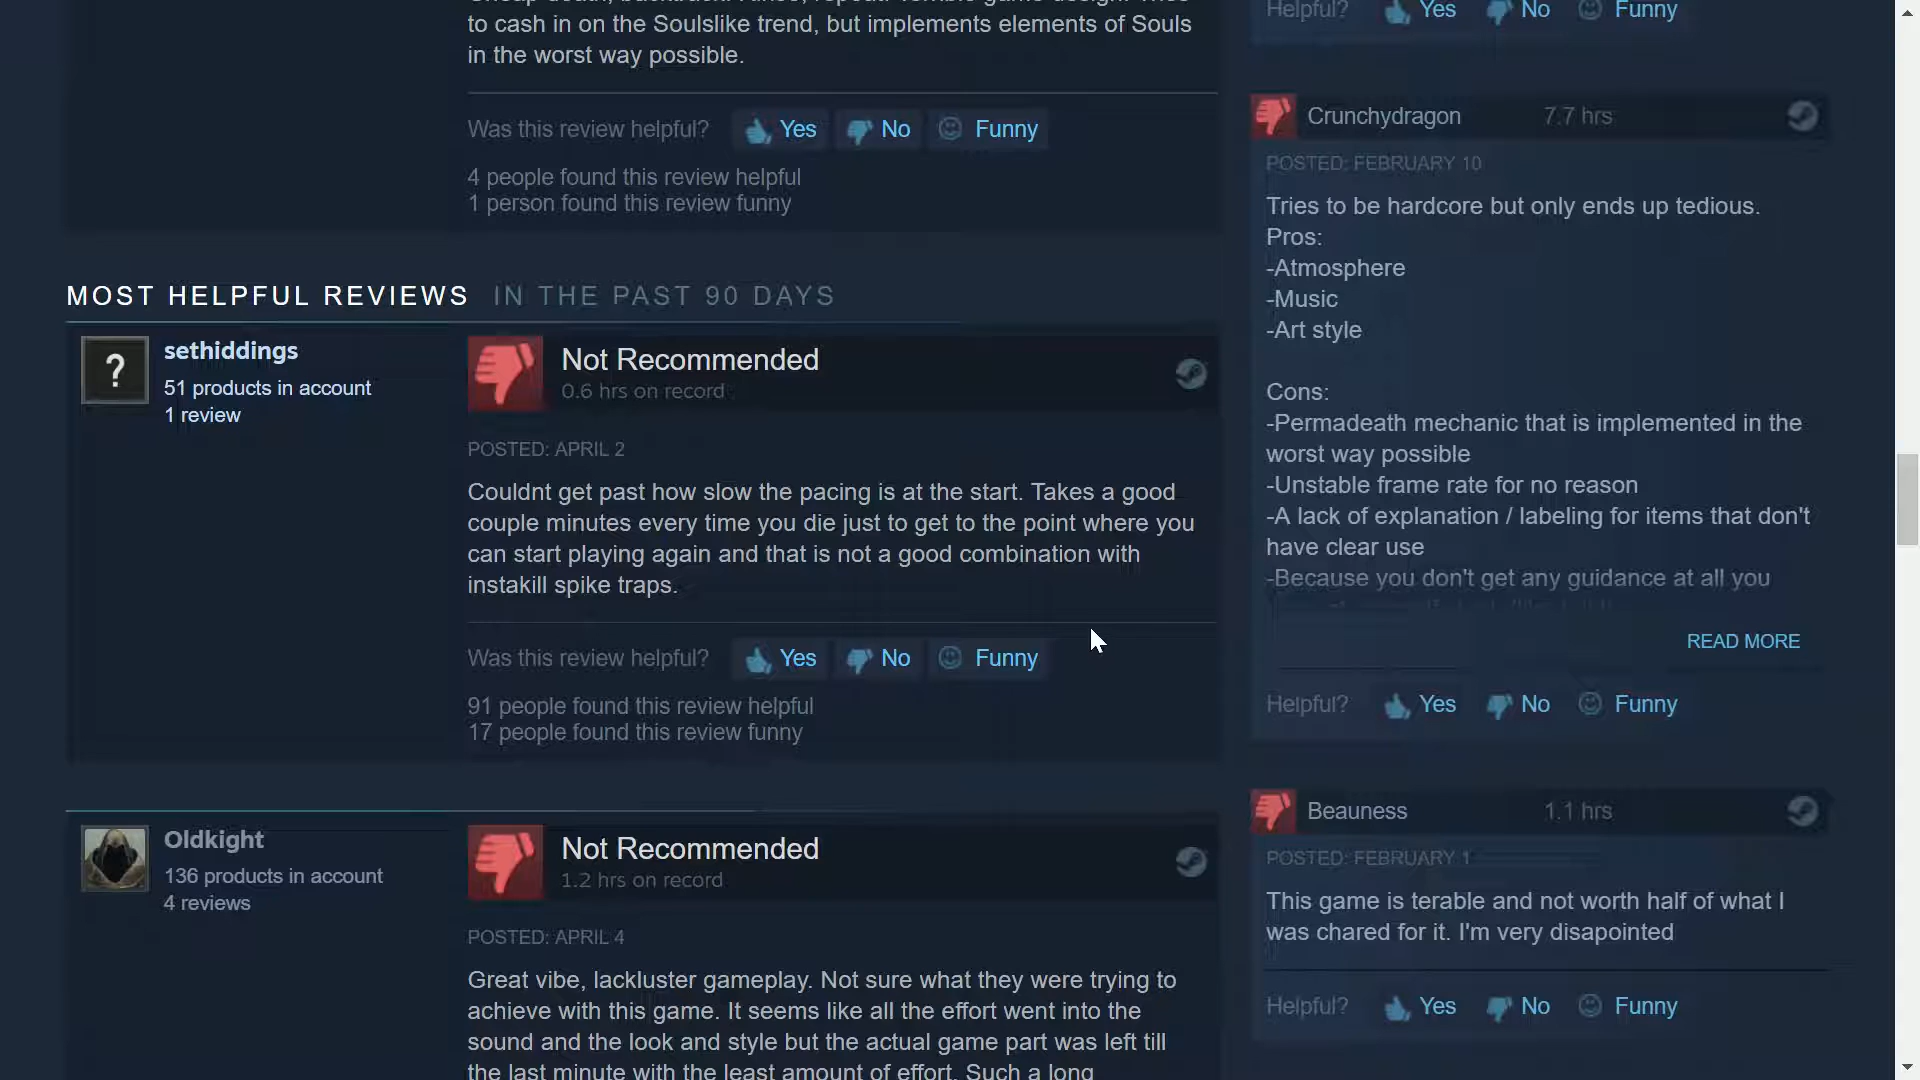 to cash in on the Soulslike trend, but implements elements of Souls
in the worst way possible.
Was this review helpful? Yes No Funny
4 people found this review helpful
1 person found this review funny
MOST HELPFUL REVIEWS IN THE PAST 90 DAYS
?
sethiddings
51 products in account
1 review
Not Recommended
0.6 hrs on record
POSTED: APRIL 2
Couldnt get past how slow the pacing is at the start. Takes a good
couple minutes every time you die just to get to the point where you
can start playing again and that is not a good combination with
instakill spike traps.
Was this review helpful? Yes No Funny
91 people found this review helpful
17 people found this review funny
Oldkight
136 products in account
4 reviews
Not Recommended
1.2 hrs on record
POSTED: APRIL 4
Great vibe, lackluster gameplay. Not sure what they were trying to
achieve with this game. It seems like all the effort went into the
sound and the look and style but the actual game part was left till
the last minute with the least amount of effort. Such a long
Helpful? Yes No Funny
Crunchydragon 7.7 hrs
POSTED: FEBRUARY 10
Tries to be hardcore but only ends up tedious.
Pros:
-Atmosphere
-Music
-Art style
Cons:
-Permadeath mechanic that is implemented in the
worst way possible
-Unstable frame rate for no reason
-A lack of explanation / labeling for items that don't
have clear use
-Because you don't get any guidance at all you
READ MORE
Helpful? Yes No Funny
Beauness 1.1 hrs
POSTED: FEBRUARY 1
This game is terable and not worth half of what I
was chared for it. I'm very disapointed
Helpful? Yes No Funny